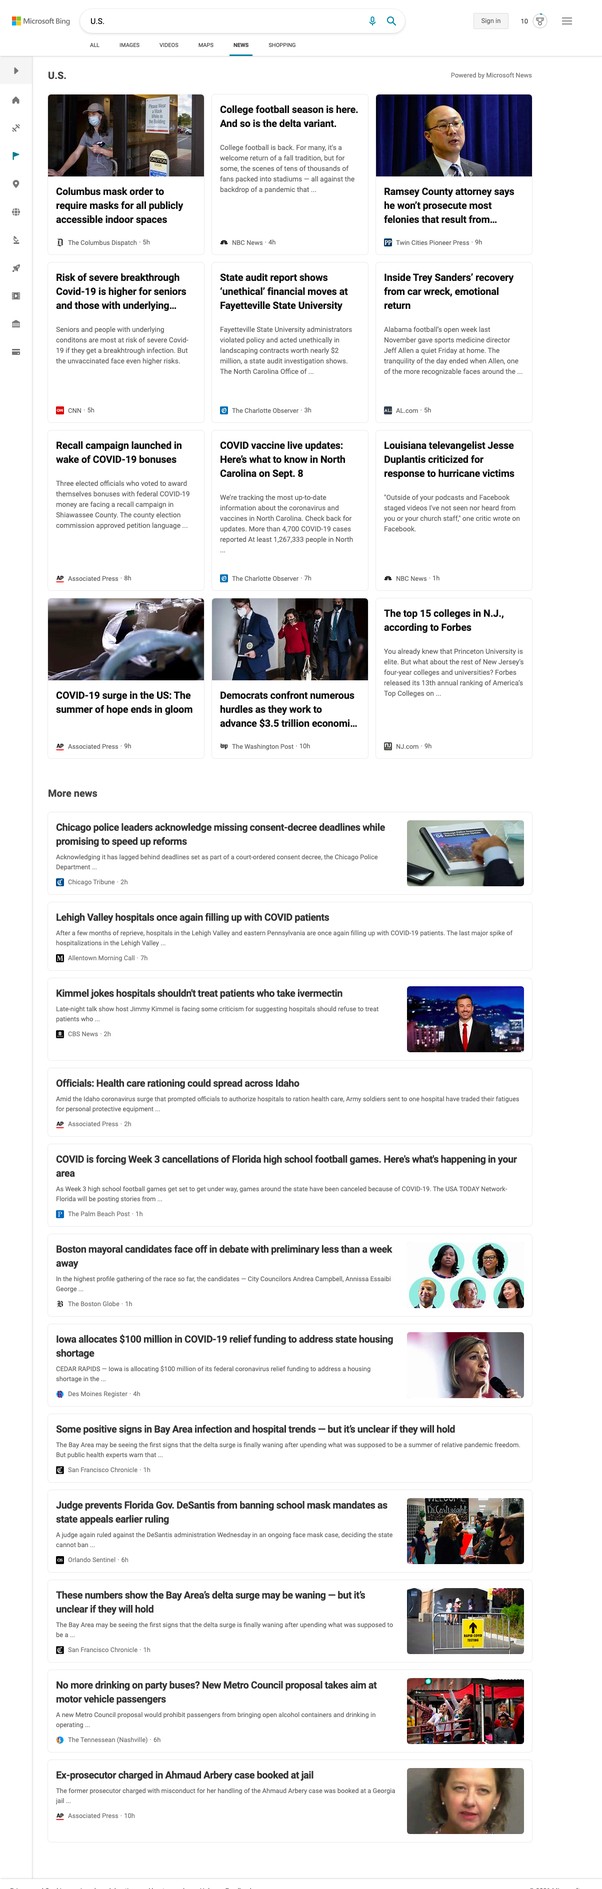 Microsoft Bing
U.S.
Sign in
10
ALL
IMAGES
VIDEOS
MAPS
NEWS
SHOPPING
U.S.
Powered by Microsoft News
Columbus mask order to
require masks for all publicly
accessible indoor spaces
The Columbus Dispatch · 5h
College football season is here.
And so is the delta variant.
College football is back. For many, it's a
welcome return of a fall tradition, but for
some, the scenes of tens of thousands of
fans packed into stadiums — all against the
backdrop of a pandemic that ...
NBC News · 4h
Ramsey County attorney says
he won't prosecute most
felonies that result from...
Twin Cities Pioneer Press · 9h
Risk of severe breakthrough
Covid-19 is higher for seniors
and those with underlying...
Seniors and people with underlying
conditons are most at risk of severe Covid-
19 if they get a breakthrough infection. But
the unvaccinated face even higher risks.
CNN · 5h
State audit report shows
'unethical' financial moves at
Fayetteville State University
Fayetteville State University administrators
violated policy and acted unethically in
landscaping contracts worth nearly $2
million, a state audit investigation shows.
The North Carolina Office of ...
The Charlotte Observer · 3h
Inside Trey Sanders' recovery
from car wreck, emotional
return
Alabama football's open week last
November gave sports medicine director
Jeff Allen a quiet Friday at home. The
tranquility of the day ended when Allen, one
of the more recognizable faces around the ...
AL.com · 5h
Recall campaign launched in
wake of COVID-19 bonuses
Three elected officials who voted to award
themselves bonuses with federal COVID-19
money are facing a recall campaign in
Shiawassee County. The county election
commission approved petition language ...
AP
Associated Press · 8h
COVID vaccine live updates:
Here's what to know in North
Carolina on Sept. 8
We're tracking the most up-to-date
information about the coronavirus and
vaccines in North Carolina. Check back for
updates. More than 4,700 COVID-19 cases
reported At least 1,267,333 people in North
...
The Charlotte Observer · 7h
Louisiana televangelist Jesse
Duplantis criticized for
response to hurricane victims
"Outside of your podcasts and Facebook
staged videos I've not seen nor heard from
you or your church staff," one critic wrote on
Facebook.
NBC News · 1h
COVID-19 surge in the US: The
summer of hope ends in gloom
AP
Associated Press · 9h
Democrats confront numerous
hurdles as they work to
advance $3.5 trillion economi...
wp
The Washington Post · 10h
The top 15 colleges in N.J.,
according to Forbes
You already knew that Princeton University is
elite. But what about the rest of New Jersey's
four-year colleges and universities? Forbes
released its 13th annual ranking of America's
Top Colleges on ...
NJ.com · 9h
More news
Chicago police leaders acknowledge missing consent-decree deadlines while
promising to speed up reforms
Acknowledging it has lagged behind deadlines set as part of a court-ordered consent decree, the Chicago Police
Department ...
Chicago Tribune · 2h
Lehigh Valley hospitals once again filling up with COVID patients
After a few months of reprieve, hospitals in the Lehigh Valley and eastern Pennsylvania are once again filling up with COVID-19 patients. The last major spike of
hospitalizations in the Lehigh Valley ...
Allentown Morning Call · 7h
Kimmel jokes hospitals shouldn't treat patients who take ivermectin
Late-night talk show host Jimmy Kimmel is facing some criticism for suggesting hospitals should refuse to treat
patients who ...
CBS News · 2h
Officials: Health care rationing could spread across Idaho
Amid the Idaho coronavirus surge that prompted officials to authorize hospitals to ration health care, Army soldiers sent to one hospital have traded their fatigues
for personal protective equipment ...
AP
Associated Press · 2h
COVID is forcing Week 3 cancellations of Florida high school football games. Here's what's happening in your
area
As Week 3 high school football games get set to get under way, games around the state have been canceled because of COVID-19. The USA TODAY Network-
Florida will be posting stories from ...
The Palm Beach Post · 1h
Boston mayoral candidates face off in debate with preliminary less than a week
away
In the highest profile gathering of the race so far, the candidates — City Councilors Andrea Campbell, Annissa Essaibi
George ...
The Boston Globe · 1h
Iowa allocates $100 million in COVID-19 relief funding to address state housing
shortage
CEDAR RAPIDS — Iowa is allocating $100 million of its federal coronavirus relief funding to address a housing
shortage in the ...
Des Moines Register · 4h
Some positive signs in Bay Area infection and hospital trends — but it's unclear if they will hold
The Bay Area may be seeing the first signs that the delta surge is finally waning after upending what was supposed to be a summer of relative pandemic freedom.
But public health experts warn that ...
San Francisco Chronicle · 1h
Judge prevents Florida Gov. DeSantis from banning school mask mandates as
state appeals earlier ruling
A judge again ruled against the DeSantis administration Wednesday in an ongoing face mask case, deciding the state
cannot ban ...
Orlando Sentinel · 6h
These numbers show the Bay Area's delta surge may be waning — but it's
unclear if they will hold
The Bay Area may be seeing the first signs that the delta surge is finally waning after upending what was supposed to
be a ...
San Francisco Chronicle · 1h
No more drinking on party buses? New Metro Council proposal takes aim at
motor vehicle passengers
A new Metro Council proposal would prohibit passengers from bringing open alcohol containers and drinking in
operating ...
The Tennessean (Nashville) · 6h
Ex-prosecutor charged in Ahmaud Arbery case booked at jail
The former prosecutor charged with misconduct for her handling of the Ahmaud Arbery case was booked at a Georgia
jail ...
AP
Associated Press · 10h